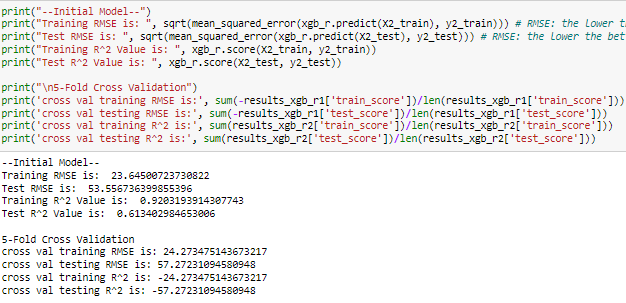 print("--Initial Model--")
print("Training RMSE is: ", sqrt(mean_squared_error(xgb_r.predict(X2_train), y2_train))) # RMSE: the lower t
print("Test RMSE is: ", sqrt(mean_squared_error(xgb_r.predict(X2_test), y2_test))) # RMSE: the lower the bet
print("Training R^2 Value is: ", xgb_r.score(X2_train, y2_train))
print("Test R^2 Value is: ", xgb_r.score(X2_test, y2_test))
print("\n5-Fold Cross Validation")
print('cross val training RMSE is:', sum(-results_xgb_r1['train_score'])/len(results_xgb_r1['train_score']))
print('cross val testing RMSE is:', sum(-results_xgb_r1['test_score'])/len(results_xgb_r1['test_score']))
print('cross val training R^2 is:', sum(results_xgb_r2['train_score'])/len(results_xgb_r2['train_score']))
print('cross val testing R^2 is:', sum(results_xgb_r2['test_score'])/len(results_xgb_r2['test_score']))
--Initial Model--
Training RMSE is:  23.64500723730822
Test RMSE is:  53.556736399855396
Training R^2 Value is:  0.9203193914307743
Test R^2 Value is:  0.613402984653006
5-Fold Cross Validation
cross val training RMSE is: 24.273475143673217
cross val testing RMSE is: 57.27231094580948
cross val training R^2 is: -24.273475143673217
cross val testing R^2 is: -57.27231094580948